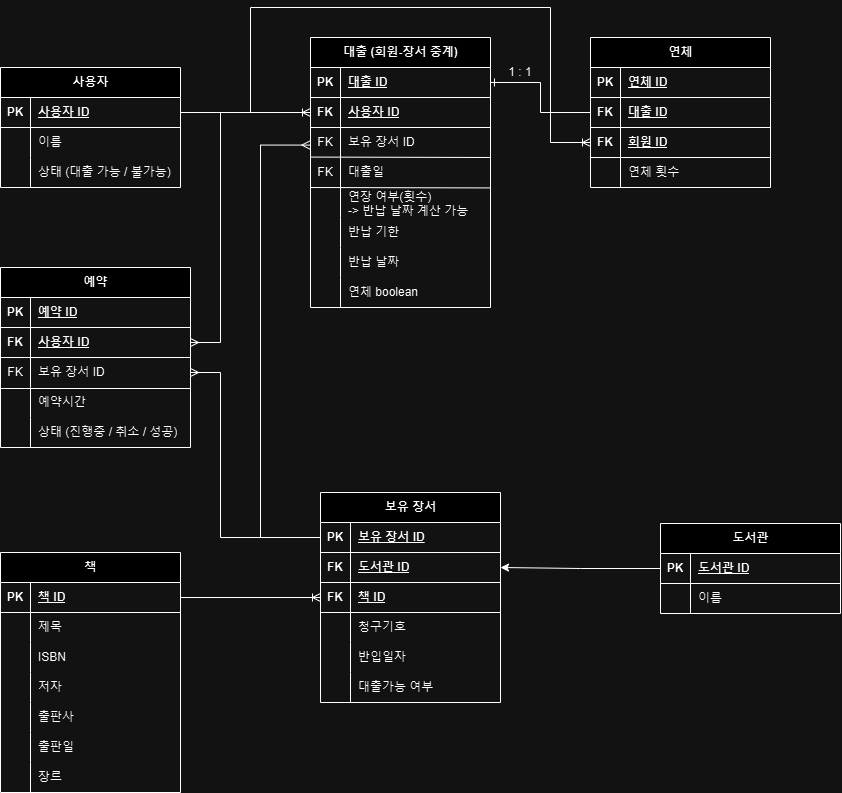 사용자
PK 사용자 ID
이름
상태 (대출 가능 / 불가능)
대출 (회원-장서 중계)
PK 대출 ID
FK 사용자 ID
FK 보유 장서 ID
FK 대출일
연장 여부(횟수)
-> 반납 날짜 계산 가능
반납 기한
반납 날짜
연체 boolean
1 : 1
연체
PK 연체 ID
FK 대출 ID
FK 회원 ID
연체 횟수
예약
PK 예약 ID
FK 사용자 ID
FK 보유 장서 ID
예약시간
상태 (진행중 / 취소 / 성공)
보유 장서
PK 보유 장서 ID
FK 도서관 ID
FK 책 ID
청구기호
반입일자
대출가능 여부
도서관
PK 도서관 ID
이름
책
PK 책 ID
제목
ISBN
저자
출판사
출판일
장르